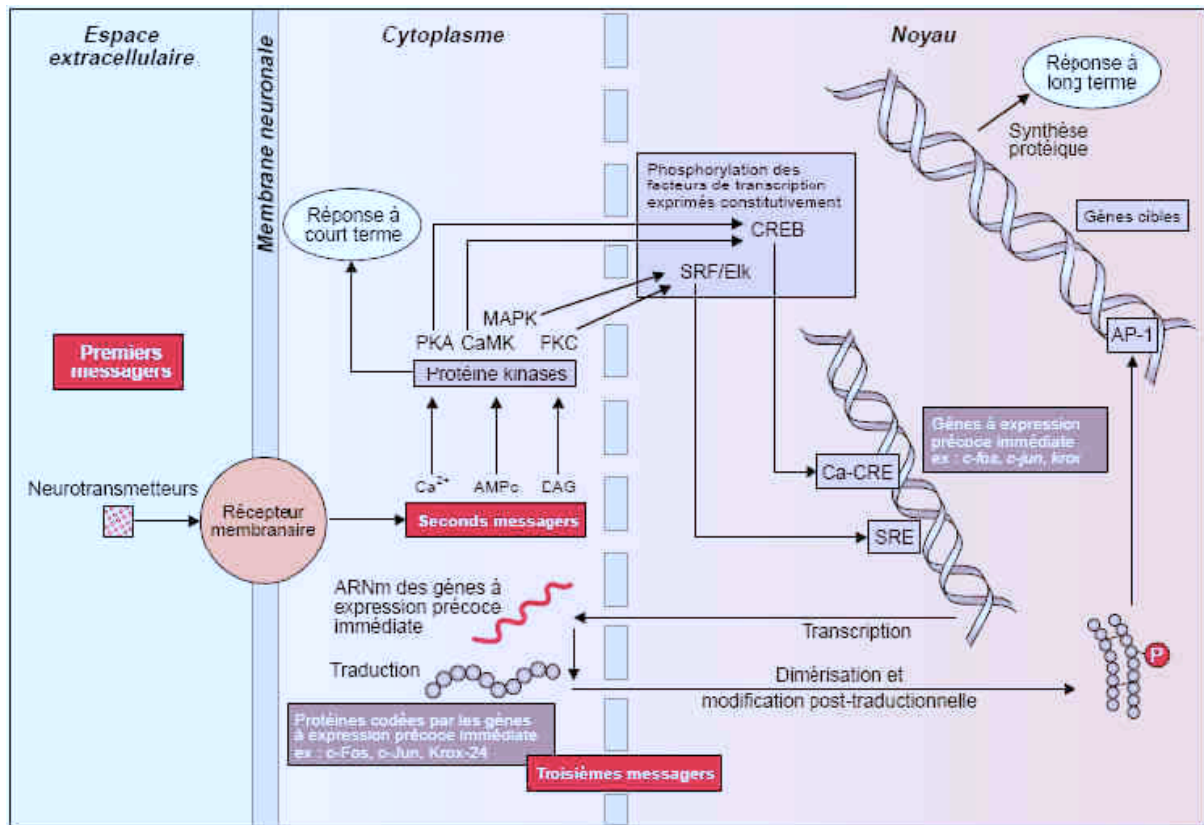 Espace
extracellulaire
Membrane neuronale
Cytoplasme
Noyau
Réponse à
long terme
Synthèse
protéique
Phosphorylation des
facteurs de transcription
exprimés constitutivement
CREB
SRF/Elk
Gènes cibles
Réponse à
court terme
MAPK
PKA CaMK PKC
Protéine kinases
AP-1
Premiers
messagers
Gènes à expression
précoce immédiate
ex : c-fos, c-jun, krox
Ca-CRE
SRE
Ca2+ AMPc DAG
Seconds messagers
Neurotransmetteurs
Récepteur
membranaire
ARNm des gènes à
expression précoce
immédiate
Transcription
Traduction
Dimérisation et
modification post-traductionnelle
P
Protéines codées par les gènes
à expression précoce immédiate
ex : c-Fos, c-Jun, Krox-24
Troisièmes messagers